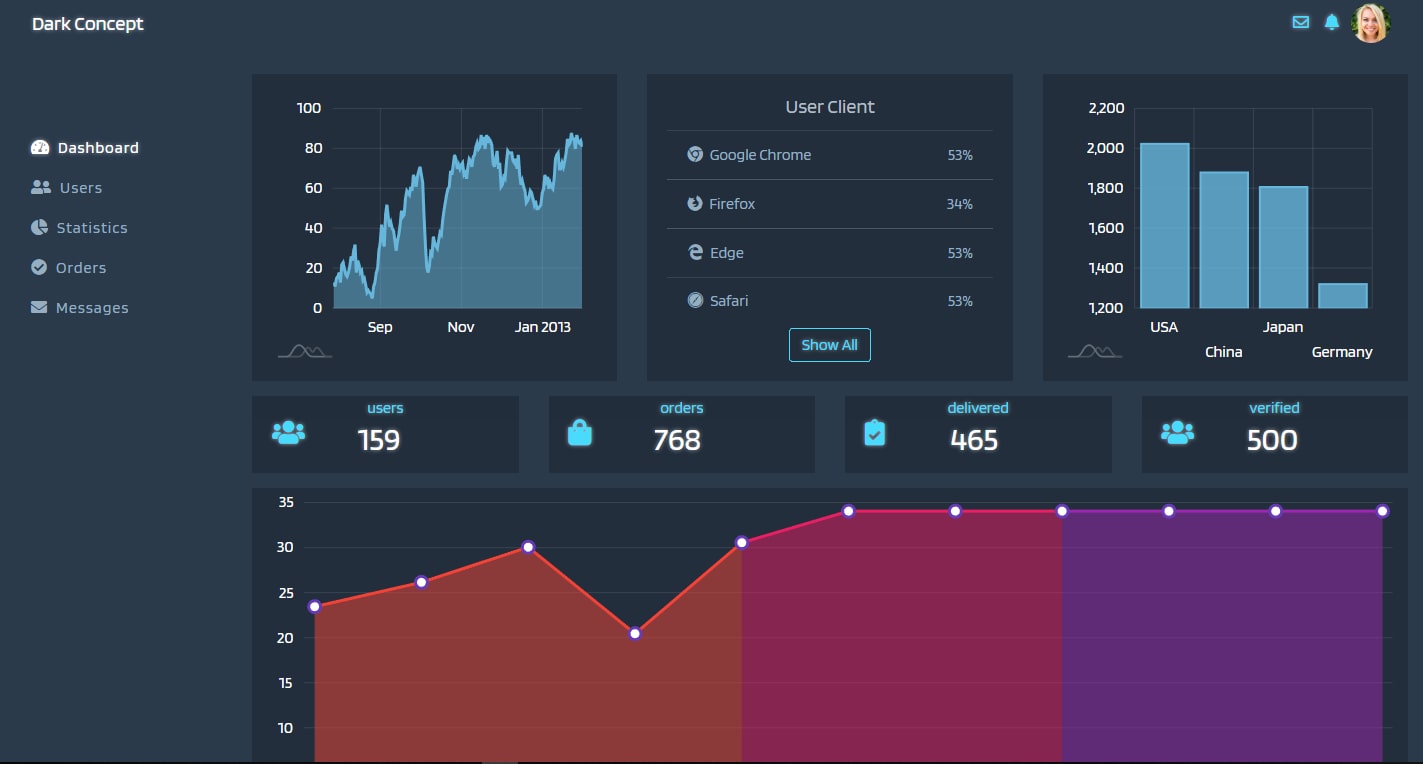 Dark Concept
Dashboard
Users
Statistics
Orders
Messages
100
80
60
40
20
0
Sep Nov Jan 2013
User Client
Google Chrome 53%
Firefox 34%
Edge 53%
Safari 53%
Show All
2,200
2,000
1,800
1,600
1,400
1,200
USA Japan
China Germany
users
159
orders
768
delivered
465
verified
500
35
30
25
20
15
10